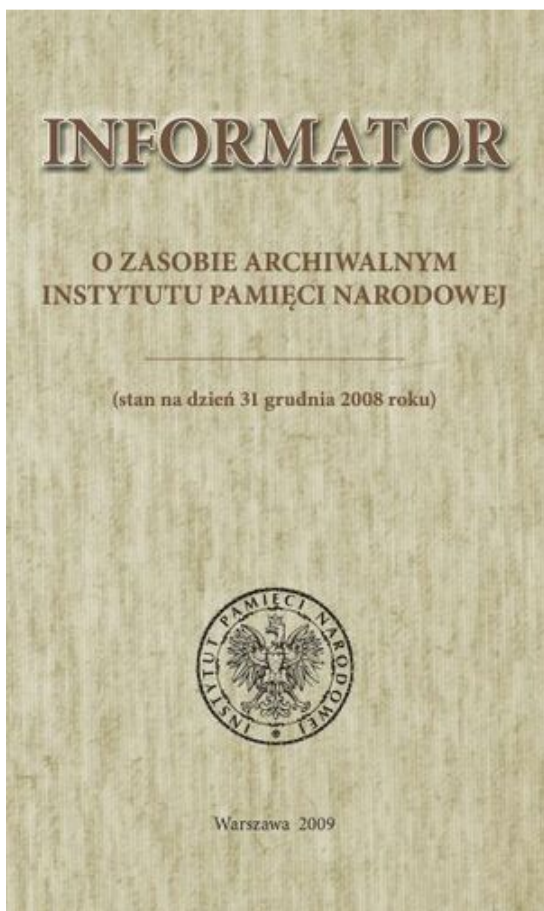 INFORMATOR
O ZASOBIE ARCHIWALNYM
INSTYTUTU PAMIĘCI NARODOWEJ
(stan na dzień 31 grudnia 2008 roku)
INSTYTUT PAMIĘCI NARODOWEJ
Warszawa 2009